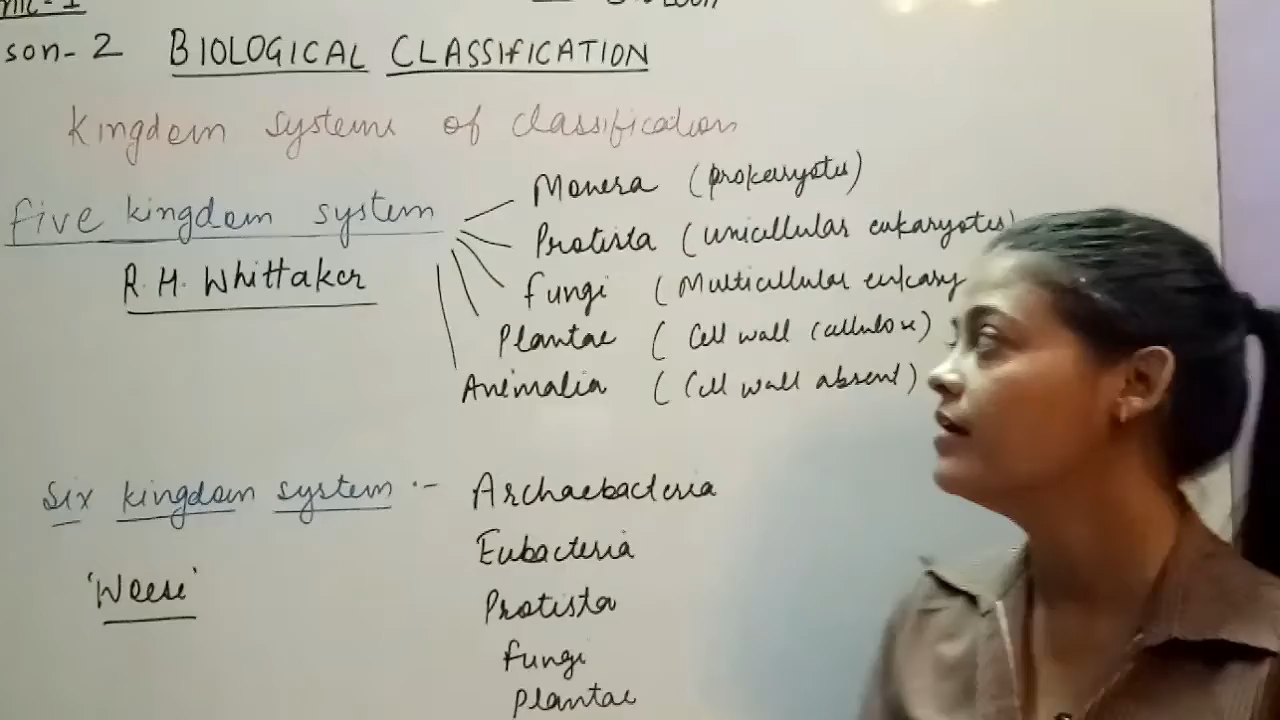 son-2 BIOLOGICAL CLASSIFICATION
Kingdom systems of classification
Five kingdom system
R.H. Whittaker
Monera (prokaryotes)
Protista (unicellular eukaryotes)
Fungi (Multicellular eukary
Plantae ( Cell wall (cellulose)
Animalia ( Cell wall absent)
Six kingdom system :-
'Woese'
Archaebacteria
Eubacteria
Protista
Fungi
Plantae